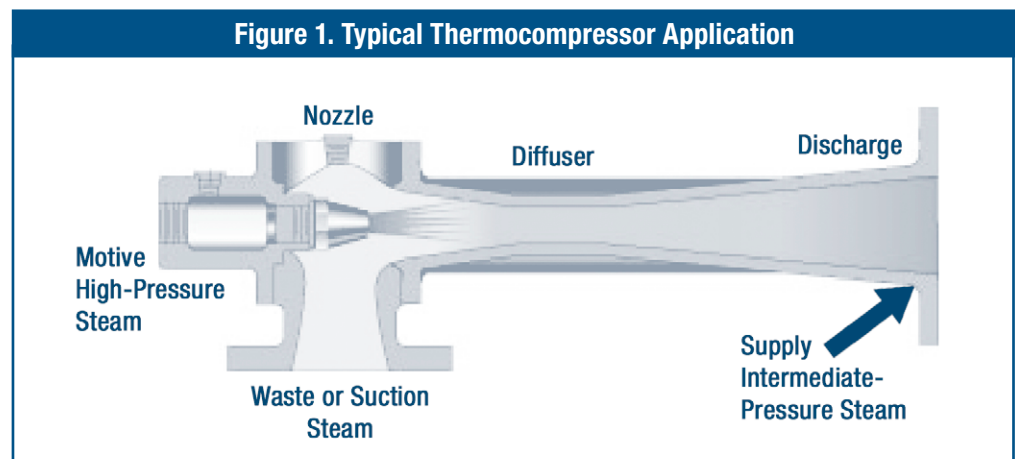 Figure 1. Typical Thermocompressor Application
Nozzle
Diffuser
Discharge
Motive
High-Pressure
Steam
Waste or Suction
Steam
Supply
Intermediate-
Pressure Steam